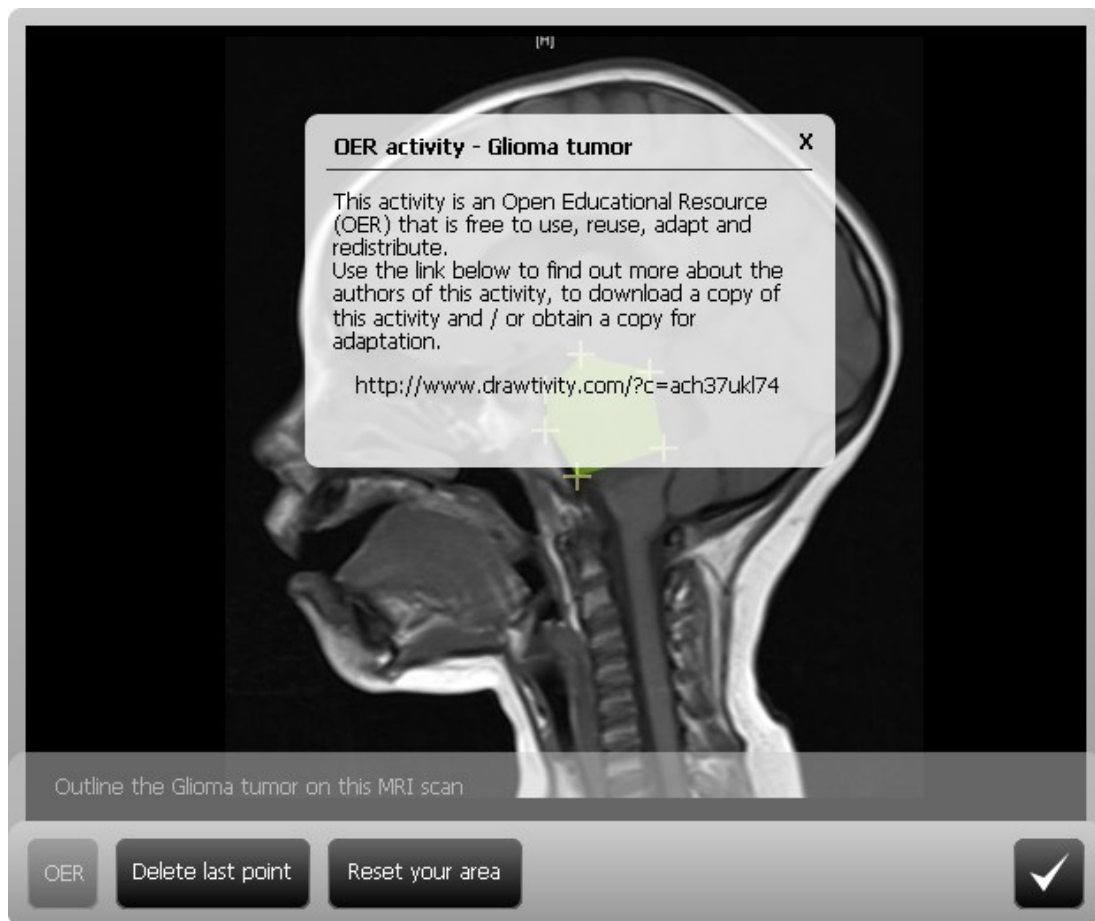 [H]
OER activity - Glioma tumor X
This activity is an Open Educational Resource
(OER) that is free to use, reuse, adapt and
redistribute.
Use the link below to find out more about the
authors of this activity, to download a copy of
this activity and / or obtain a copy for
adaptation.
http://www.drawtivity.com/?c=ach37ukl74
Outline the Glioma tumor on this MRI scan
OER Delete last point Reset your area